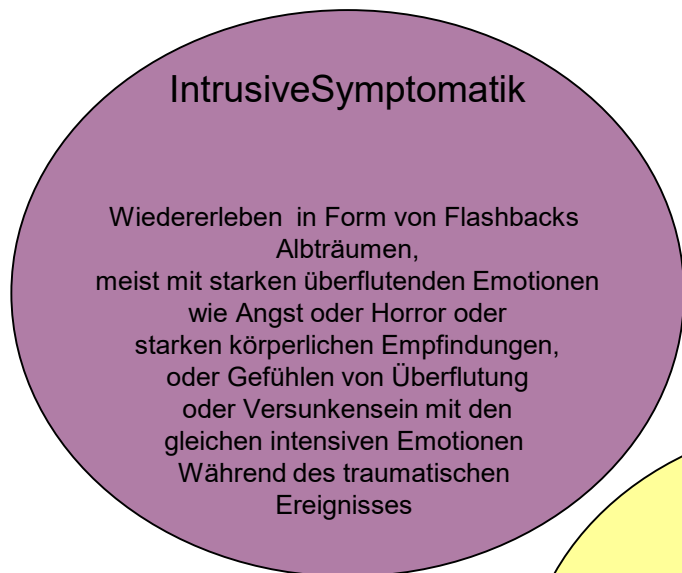 IntrusiveSymptomatik
Wiedererleben in Form von Flashbacks
Albträumen,
meist mit starken überflutenden Emotionen
wie Angst oder Horror oder
starken körperlichen Empfindungen,
oder Gefühlen von Überflutung
oder Versunkensein mit den
gleichen intensiven Emotionen
Während des traumatischen
Ereignisses